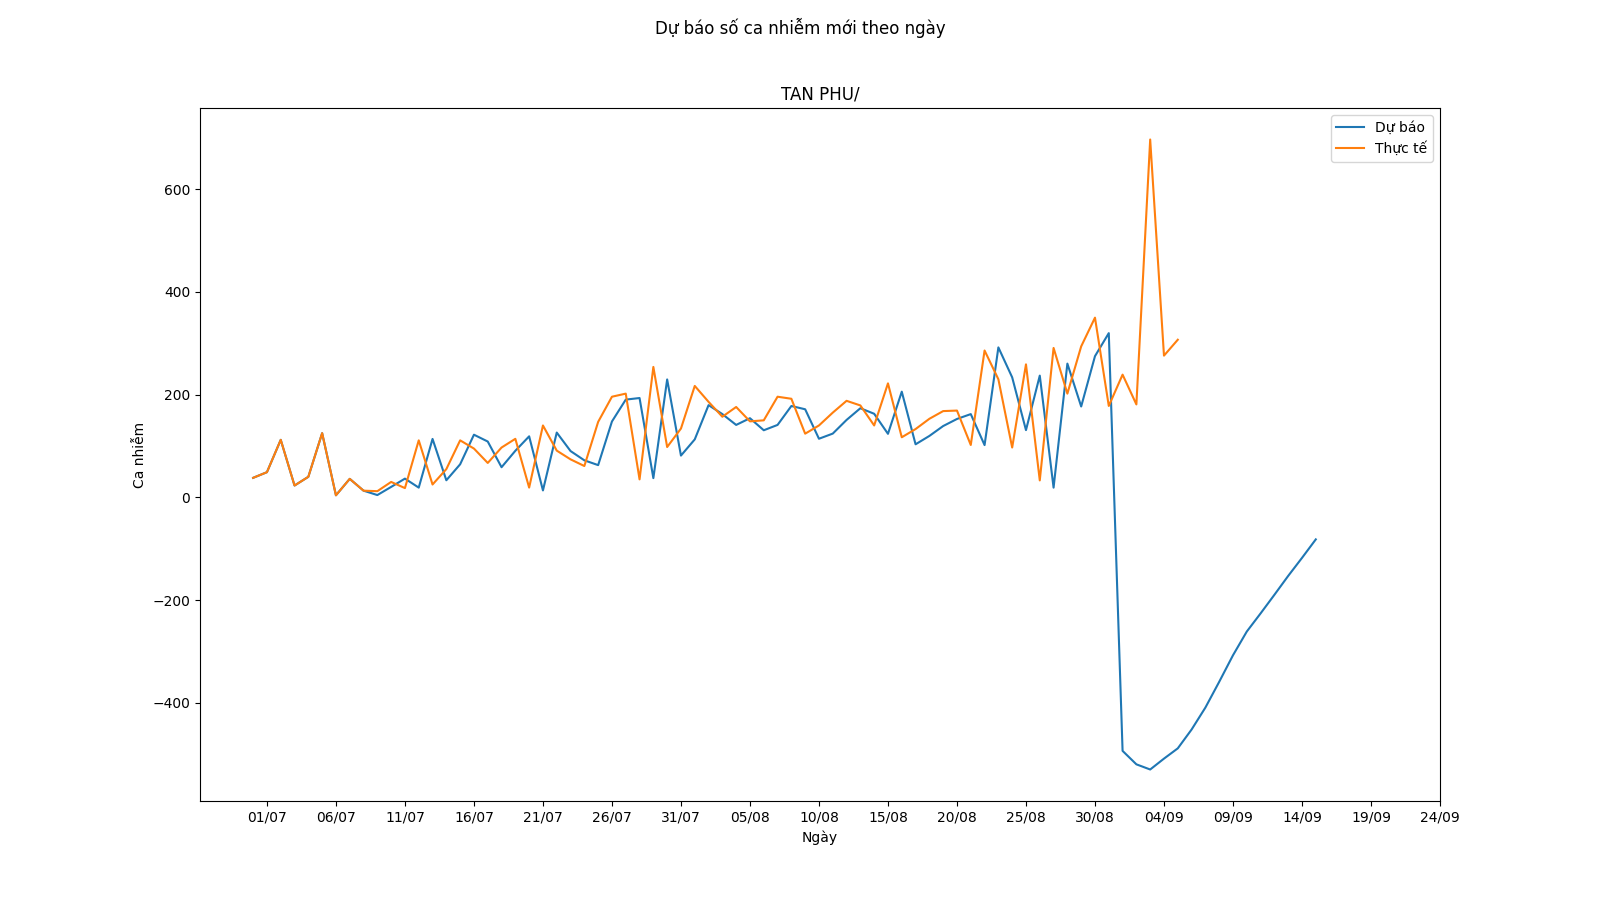 Dự báo số ca nhiễm mới theo ngày
TAN PHU/
Dự báo
Thực tế
600
400
200
0
−200
−400
Ca nhiễm
01/07 06/07 11/07 16/07 21/07 26/07 31/07 05/08 10/08 15/08 20/08 25/08 30/08 04/09 09/09 14/09 19/09 24/09
Ngày